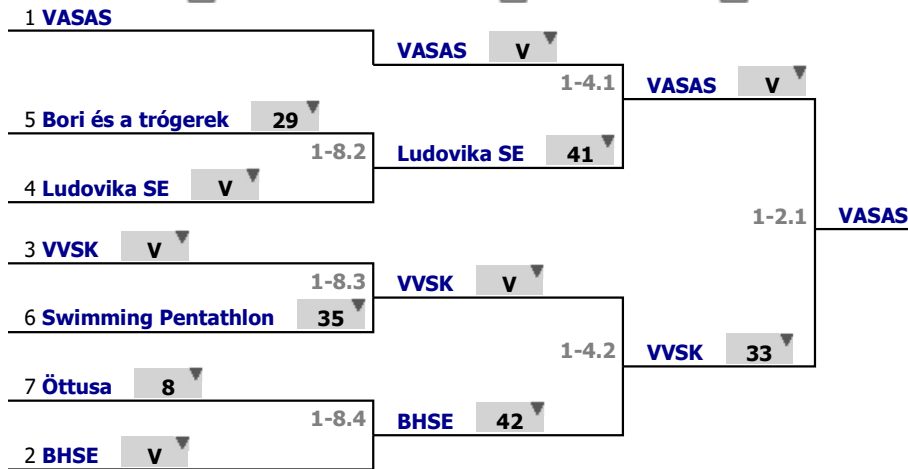 1 VASAS
VASAS V
1-4.1
VASAS V
5 Bori és a trógerek 29
1-8.2
Ludovika SE 41
4 Ludovika SE V
1-2.1
VASAS
3 VVSK V
1-8.3
VVSK V
6 Swimming Pentathlon 35
1-4.2
VVSK 33
7 Öttusa 8
1-8.4
BHSE 42
2 BHSE V